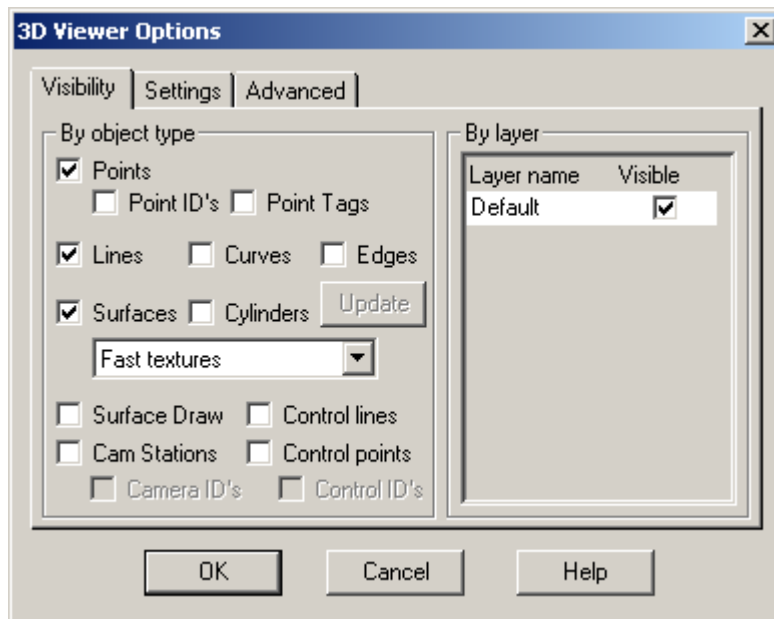 3D Viewer Options
Visibility Settings Advanced
By object type
Points
Point ID's Point Tags
Lines Curves Edges
Surfaces Cylinders Update
Fast textures
Surface Draw Control lines
Cam Stations Control points
Camera ID's Control ID's
By layer
Layer name Visible
Default
OK Cancel Help